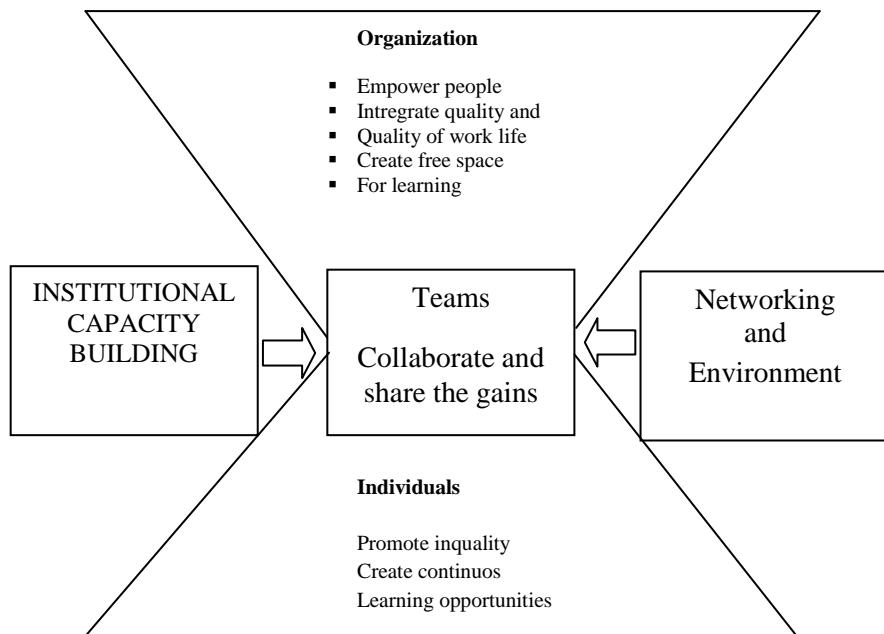 Organization
▪ Empower people
▪ Intregrate quality and
▪ Quality of work life
▪ Create free space
▪ For learning
INSTITUTIONAL
CAPACITY
BUILDING
Teams
Collaborate and
share the gains
Networking
and
Environment
Individuals
Promote inquality
Create continuos
Learning opportunities